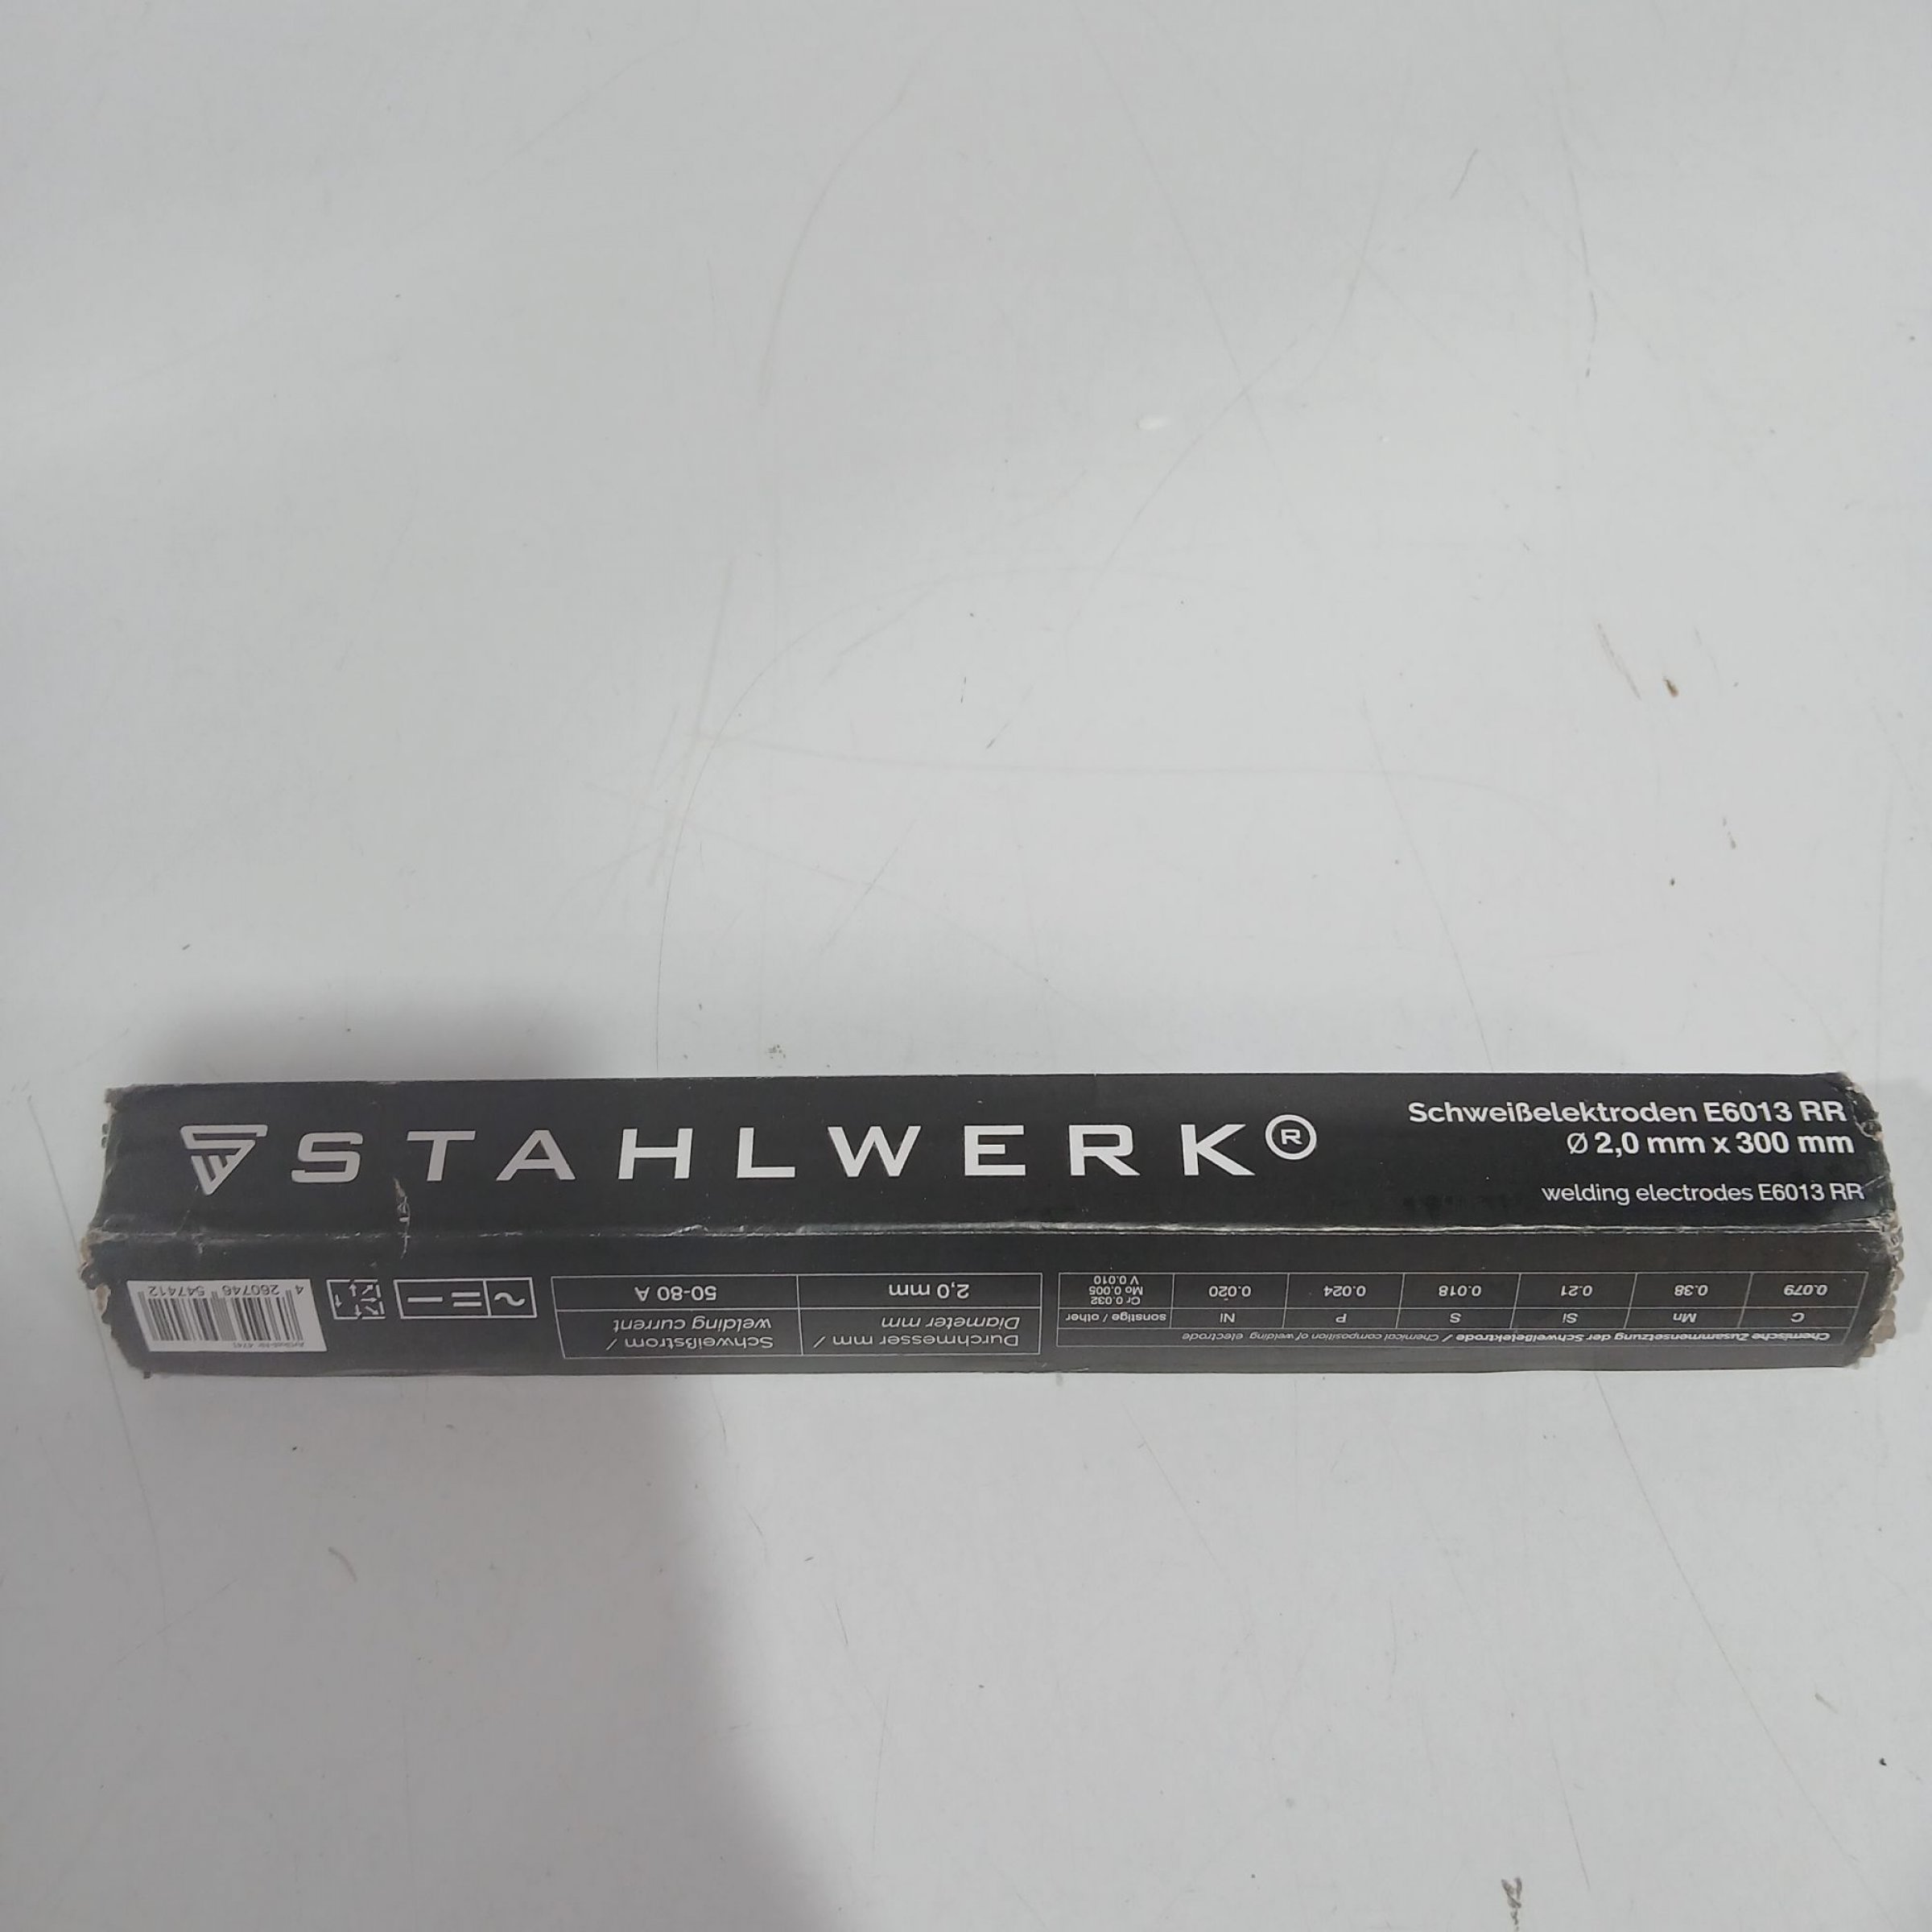 STAHLWERK®
Schweißelektroden E6013 RR
Ø 2,0 mm x 300 mm
welding electrodes E6013 RR
Chemische Zusammensetzung der Schweißelektrode / Chemical composition of welding electrode
C Mn Si S P Ni sonstige / other
0.079 0.38 0.21 0.018 0.024 0.020 Cr 0.032
Mo 0.005
V 0.010
Durchmesser mm / Schweißstrom /
Diameter mm welding current
2,0 mm 50-80 A
4 260746 547412